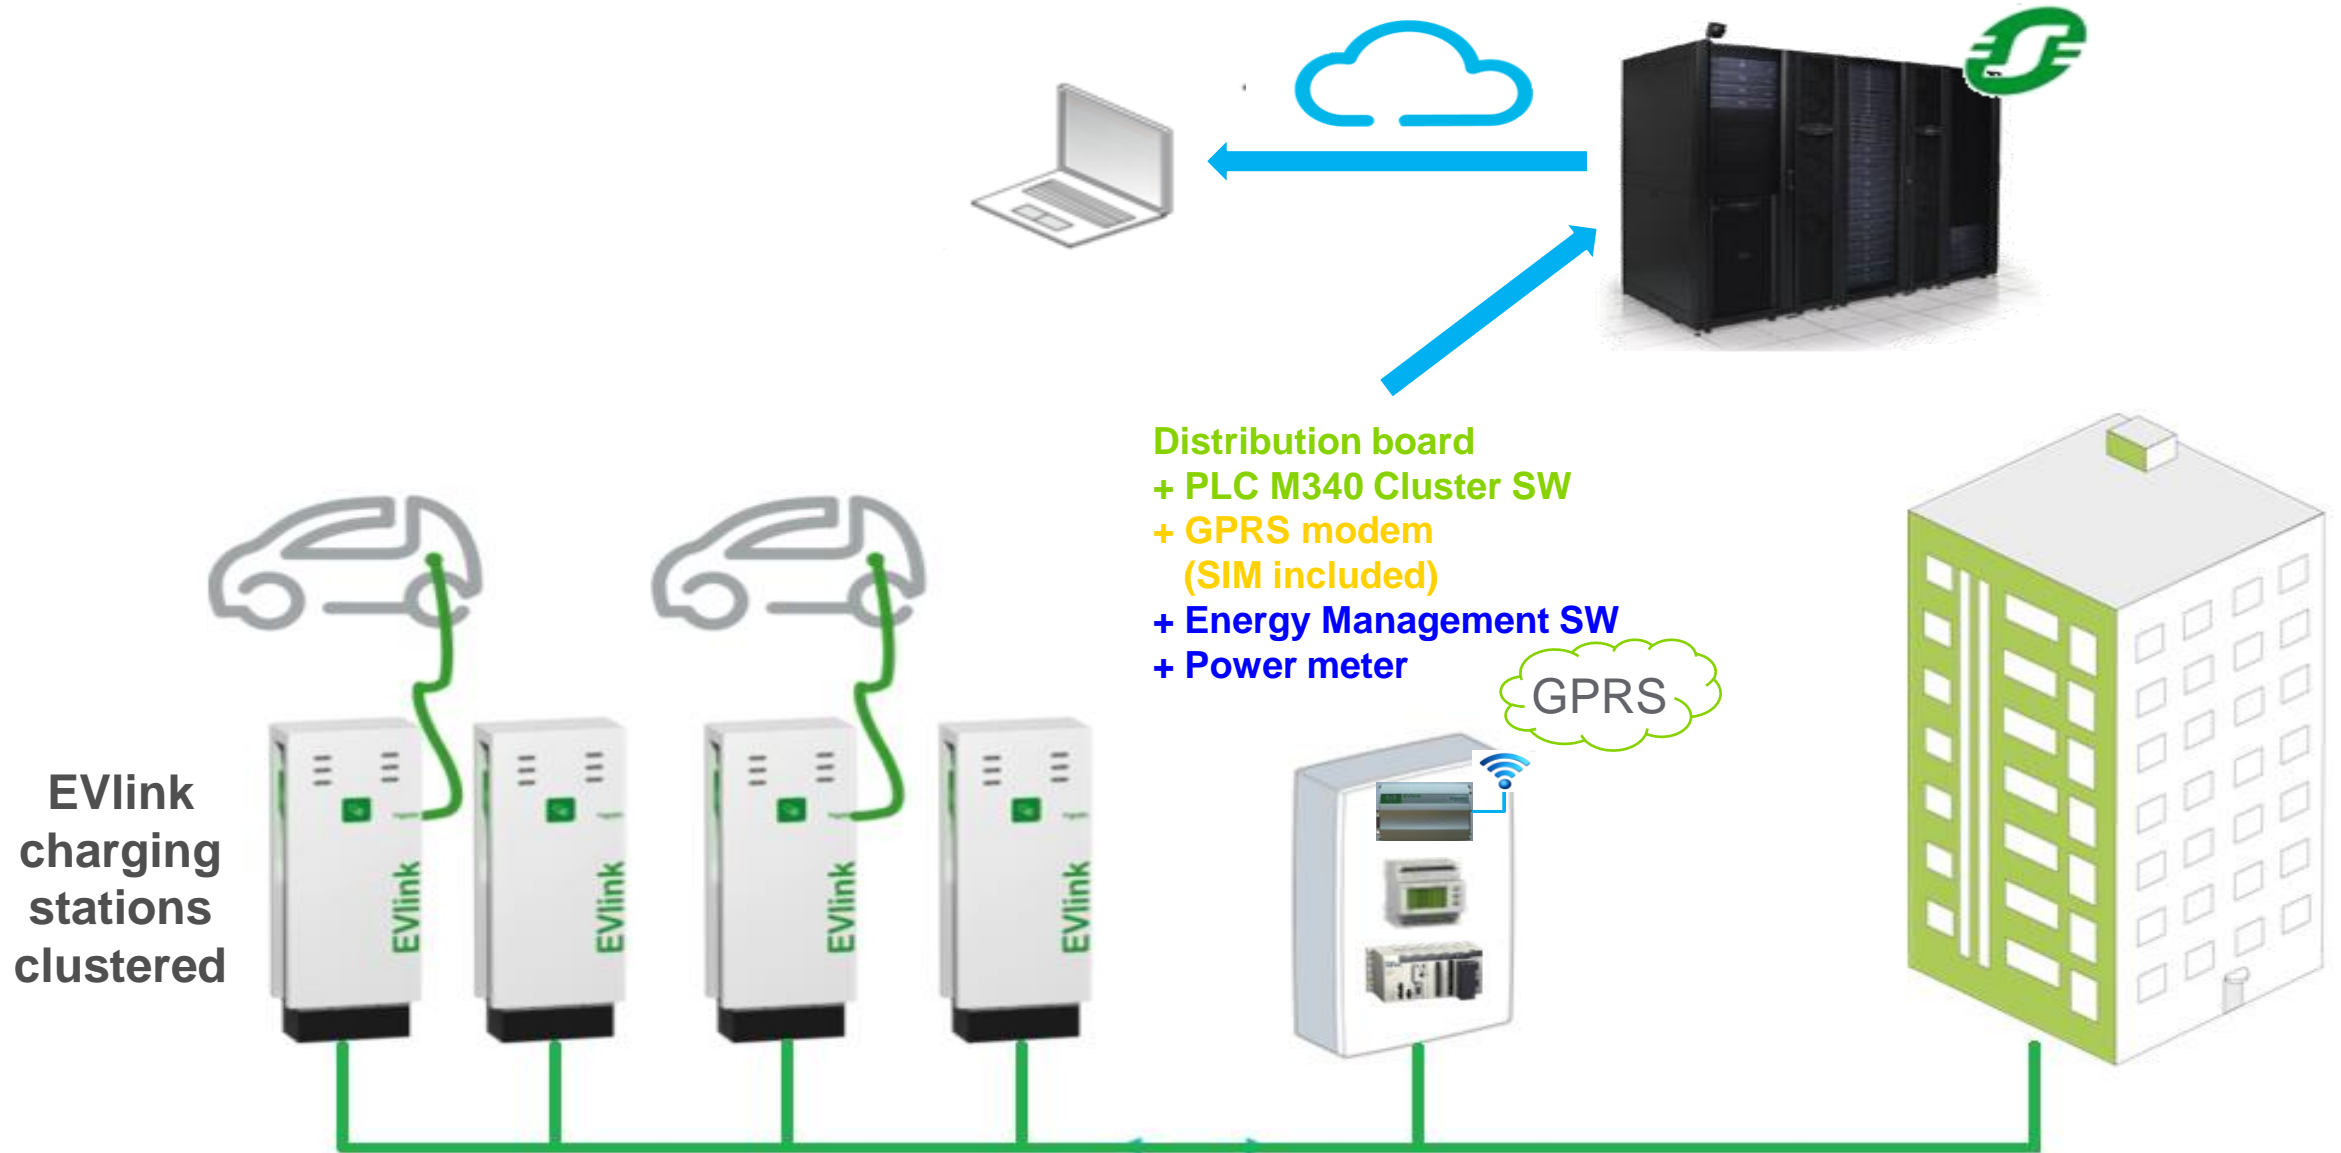 Distribution board
+ PLC M340 Cluster SW
+ GPRS modem
(SIM included)
+ Energy Management SW
+ Power meter
GPRS
EVlink
charging
stations
clustered
EVlink
EVlink
EVlink
EVlink